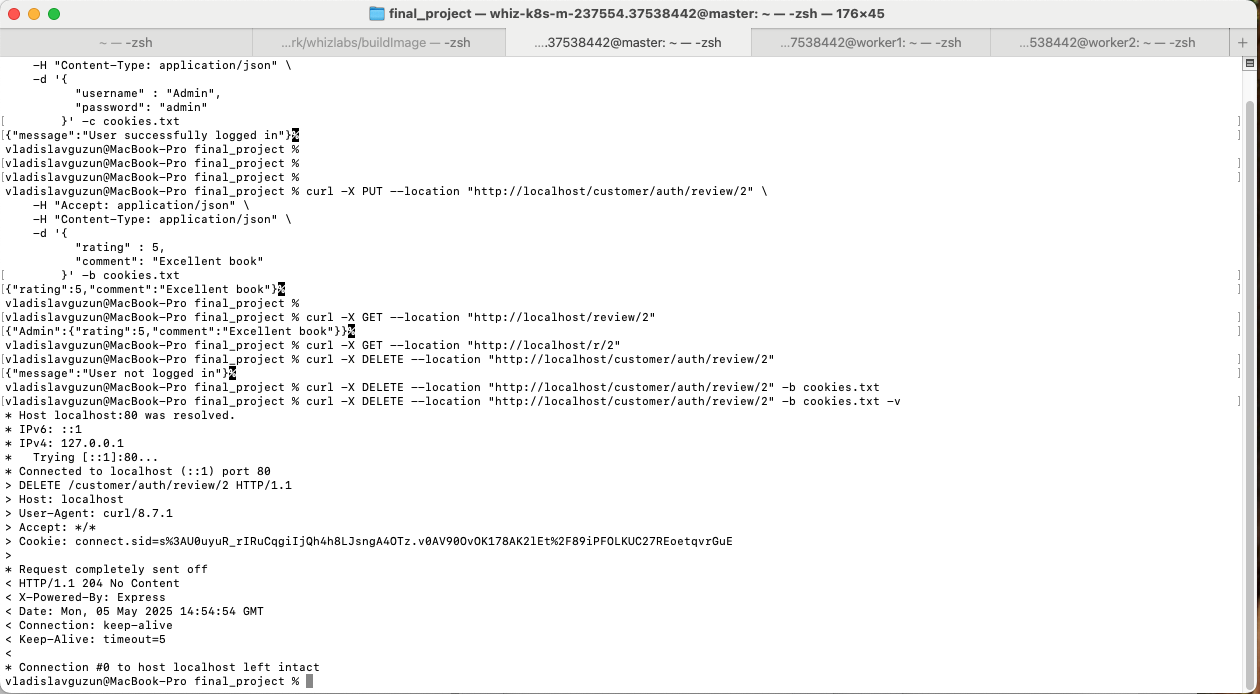 final_project — whiz-k8s-m-237554.37538442@master: ~ — -zsh — 176×45
~ — -zsh
...rk/whizlabs/buildImage — -zsh
....37538442@master: ~ — -zsh
...7538442@worker1: ~ — -zsh
...538442@worker2: ~ — -zsh
+
    -H "Content-Type: application/json" \
    -d '{
          "username" : "Admin",
          "password": "admin"
[        }' -c cookies.txt ]
[{"message":"User successfully logged in"}% ]
vladislavguzun@MacBook-Pro final_project %
[vladislavguzun@MacBook-Pro final_project % ]
[vladislavguzun@MacBook-Pro final_project % ]
vladislavguzun@MacBook-Pro final_project % curl -X PUT --location "http://localhost/customer/auth/review/2" \
    -H "Accept: application/json" \
    -H "Content-Type: application/json" \
    -d '{
          "rating" : 5,
          "comment": "Excellent book"
[        }' -b cookies.txt ]
[{"rating":5,"comment":"Excellent book"}% ]
vladislavguzun@MacBook-Pro final_project %
[vladislavguzun@MacBook-Pro final_project % curl -X GET --location "http://localhost/review/2" ]
[{"Admin":{"rating":5,"comment":"Excellent book"}}% ]
vladislavguzun@MacBook-Pro final_project % curl -X GET --location "http://localhost/r/2"
[vladislavguzun@MacBook-Pro final_project % curl -X DELETE --location "http://localhost/customer/auth/review/2" ]
[{"message":"User not logged in"}% ]
vladislavguzun@MacBook-Pro final_project % curl -X DELETE --location "http://localhost/customer/auth/review/2" -b cookies.txt
[vladislavguzun@MacBook-Pro final_project % curl -X DELETE --location "http://localhost/customer/auth/review/2" -b cookies.txt -v ]
* Host localhost:80 was resolved.
* IPv6: ::1
* IPv4: 127.0.0.1
*   Trying [::1]:80...
* Connected to localhost (::1) port 80
> DELETE /customer/auth/review/2 HTTP/1.1
> Host: localhost
> User-Agent: curl/8.7.1
> Accept: */*
> Cookie: connect.sid=s%3AU0uyuR_rIRuCqgiIjQh4h8LJsngA4OTz.v0AV90OvOK178AK2lEt%2F89iPFOLKUC27REoetqvrGuE
>
* Request completely sent off
< HTTP/1.1 204 No Content
< X-Powered-By: Express
< Date: Mon, 05 May 2025 14:54:54 GMT
< Connection: keep-alive
< Keep-Alive: timeout=5
<
* Connection #0 to host localhost left intact
vladislavguzun@MacBook-Pro final_project %